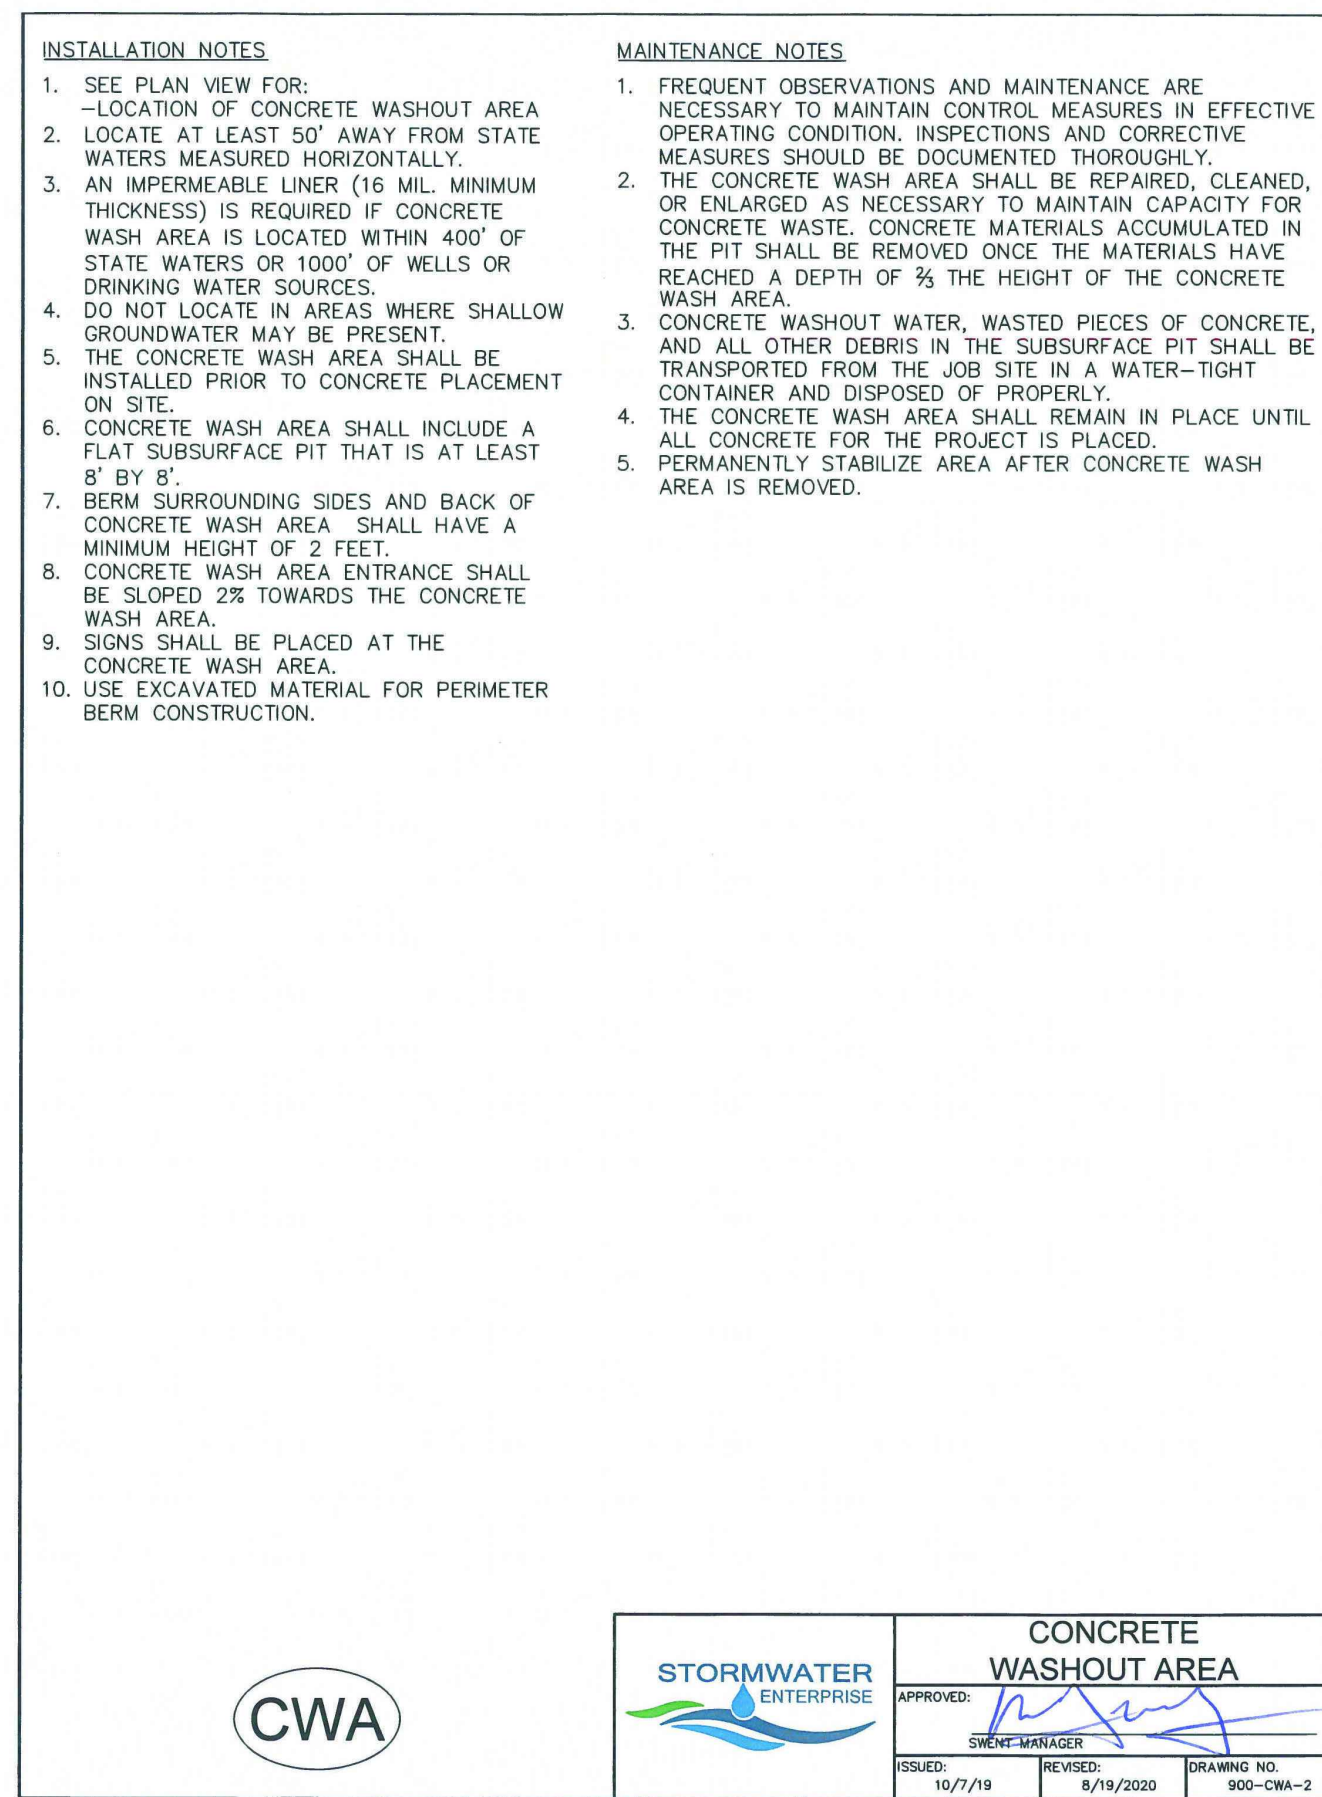 INSTALLATION NOTES
1. SEE PLAN VIEW FOR:
-LOCATION OF CONCRETE WASHOUT AREA
2. LOCATE AT LEAST 50' AWAY FROM STATE
WATERS MEASURED HORIZONTALLY.
3. AN IMPERMEABLE LINER (16 MIL. MINIMUM
THICKNESS) IS REQUIRED IF CONCRETE
WASH AREA IS LOCATED WITHIN 400' OF
STATE WATERS OR 1000' OF WELLS OR
DRINKING WATER SOURCES.
4. DO NOT LOCATE IN AREAS WHERE SHALLOW
GROUNDWATER MAY BE PRESENT.
5. THE CONCRETE WASH AREA SHALL BE
INSTALLED PRIOR TO CONCRETE PLACEMENT
ON SITE.
6. CONCRETE WASH AREA SHALL INCLUDE A
FLAT SUBSURFACE PIT THAT IS AT LEAST
8' BY 8'.
7. BERM SURROUNDING SIDES AND BACK OF
CONCRETE WASH AREA SHALL HAVE A
MINIMUM HEIGHT OF 2 FEET.
8. CONCRETE WASH AREA ENTRANCE SHALL
BE SLOPED 2% TOWARDS THE CONCRETE
WASH AREA.
9. SIGNS SHALL BE PLACED AT THE
CONCRETE WASH AREA.
10. USE EXCAVATED MATERIAL FOR PERIMETER
BERM CONSTRUCTION.
MAINTENANCE NOTES
1. FREQUENT OBSERVATIONS AND MAINTENANCE ARE
NECESSARY TO MAINTAIN CONTROL MEASURES IN EFFECTIVE
OPERATING CONDITION. INSPECTIONS AND CORRECTIVE
MEASURES SHOULD BE DOCUMENTED THOROUGHLY.
2. THE CONCRETE WASH AREA SHALL BE REPAIRED, CLEANED,
OR ENLARGED AS NECESSARY TO MAINTAIN CAPACITY FOR
CONCRETE WASTE. CONCRETE MATERIALS ACCUMULATED IN
THE PIT SHALL BE REMOVED ONCE THE MATERIALS HAVE
REACHED A DEPTH OF ⅔ THE HEIGHT OF THE CONCRETE
WASH AREA.
3. CONCRETE WASHOUT WATER, WASTED PIECES OF CONCRETE,
AND ALL OTHER DEBRIS IN THE SUBSURFACE PIT SHALL BE
TRANSPORTED FROM THE JOB SITE IN A WATER-TIGHT
CONTAINER AND DISPOSED OF PROPERLY.
4. THE CONCRETE WASH AREA SHALL REMAIN IN PLACE UNTIL
ALL CONCRETE FOR THE PROJECT IS PLACED.
5. PERMANENTLY STABILIZE AREA AFTER CONCRETE WASH
AREA IS REMOVED.
CWA
STORMWATER
ENTERPRISE
CONCRETE
WASHOUT AREA
APPROVED:
SWENT MANAGER
ISSUED:
10/7/19
REVISED:
8/19/2020
DRAWING NO.
900-CWA-2